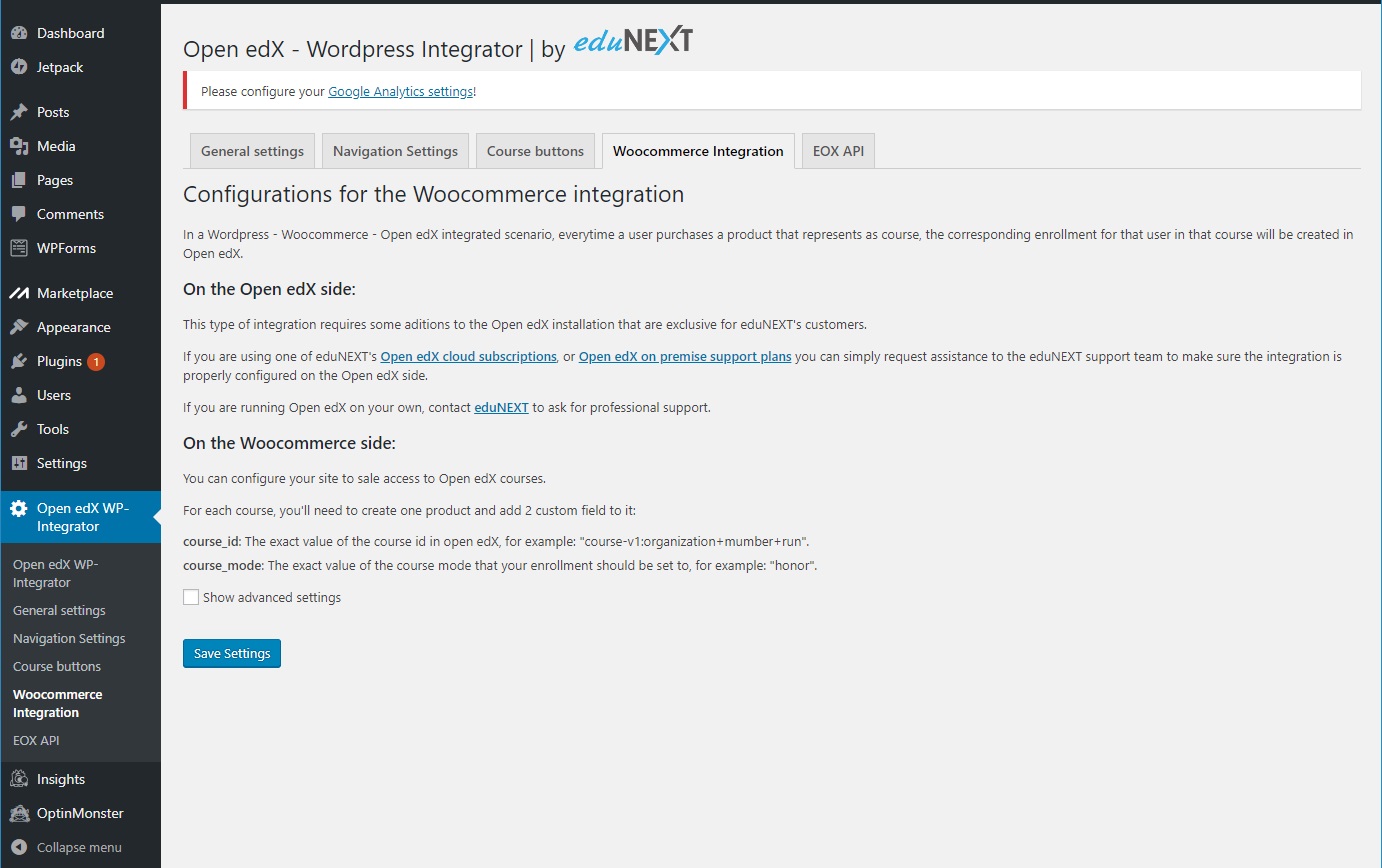 Dashboard
Jetpack
Posts
Media
Pages
Comments
WPForms
Marketplace
Appearance
Plugins 1
Users
Tools
Settings
Open edX WP-
Integrator
Open edX WP-
Integrator
General settings
Navigation Settings
Course buttons
Woocommerce
Integration
EOX API
Insights
OptinMonster
Collapse menu
Open edX - Wordpress Integrator | by eduNEXT
Please configure your Google Analytics settings!
General settings Navigation Settings Course buttons Woocommerce Integration EOX API
Configurations for the Woocommerce integration
In a Wordpress - Woocommerce - Open edX integrated scenario, everytime a user purchases a product that represents as course, the corresponding enrollment for that user in that course will be created in
Open edX.
On the Open edX side:
This type of integration requires some aditions to the Open edX installation that are exclusive for eduNEXT's customers.
If you are using one of eduNEXT's Open edX cloud subscriptions, or Open edX on premise support plans you can simply request assistance to the eduNEXT support team to make sure the integration is
properly configured on the Open edX side.
If you are running Open edX on your own, contact eduNEXT to ask for professional support.
On the Woocommerce side:
You can configure your site to sale access to Open edX courses.
For each course, you'll need to create one product and add 2 custom field to it:
course_id: The exact value of the course id in open edX, for example: "course-v1:organization+mumber+run".
course_mode: The exact value of the course mode that your enrollment should be set to, for example: "honor".
Show advanced settings
Save Settings